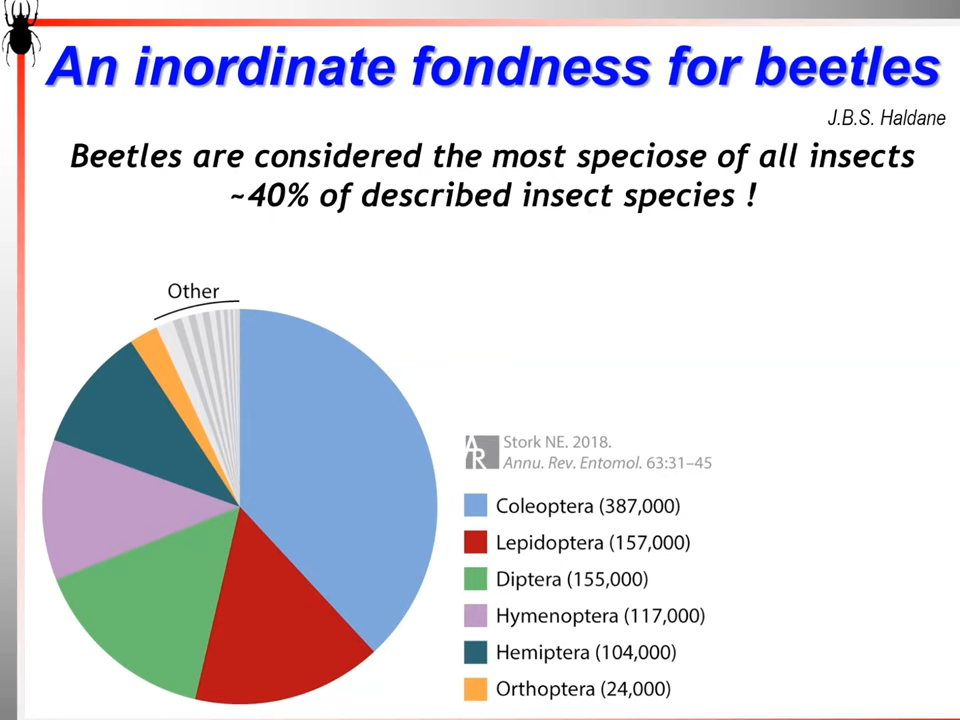 An inordinate fondness for beetles
J.B.S. Haldane
Beetles are considered the most speciose of all insects
~40% of described insect species !
Other
AR
Stork NE. 2018.
Annu. Rev. Entomol. 63:31–45
Coleoptera (387,000)
Lepidoptera (157,000)
Diptera (155,000)
Hymenoptera (117,000)
Hemiptera (104,000)
Orthoptera (24,000)